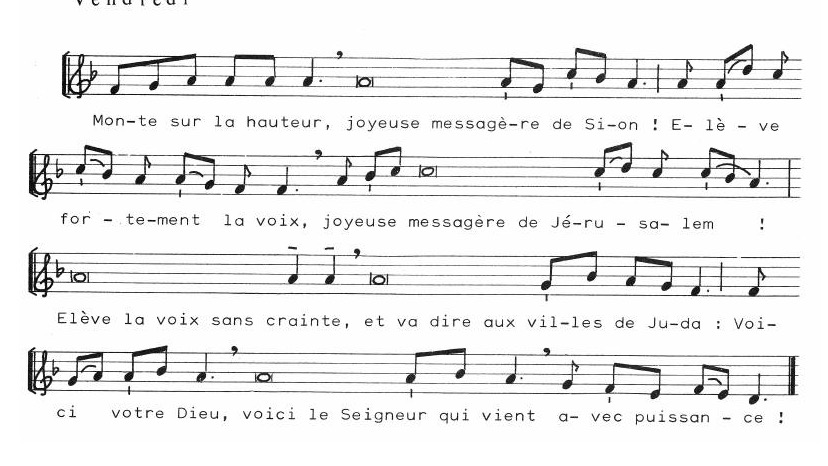 Vendredi
Mon-te sur la hauteur, joyeuse messagè-re de Si-on ! E- lè - ve
for - te-ment la voix, joyeuse messagère de Jé-ru - sa- lem !
Elève la voix sans crainte, et va dire aux vil-les de Ju-da : Voi-
ci votre Dieu, voici le Seigneur qui vient a- vec puissan - ce !